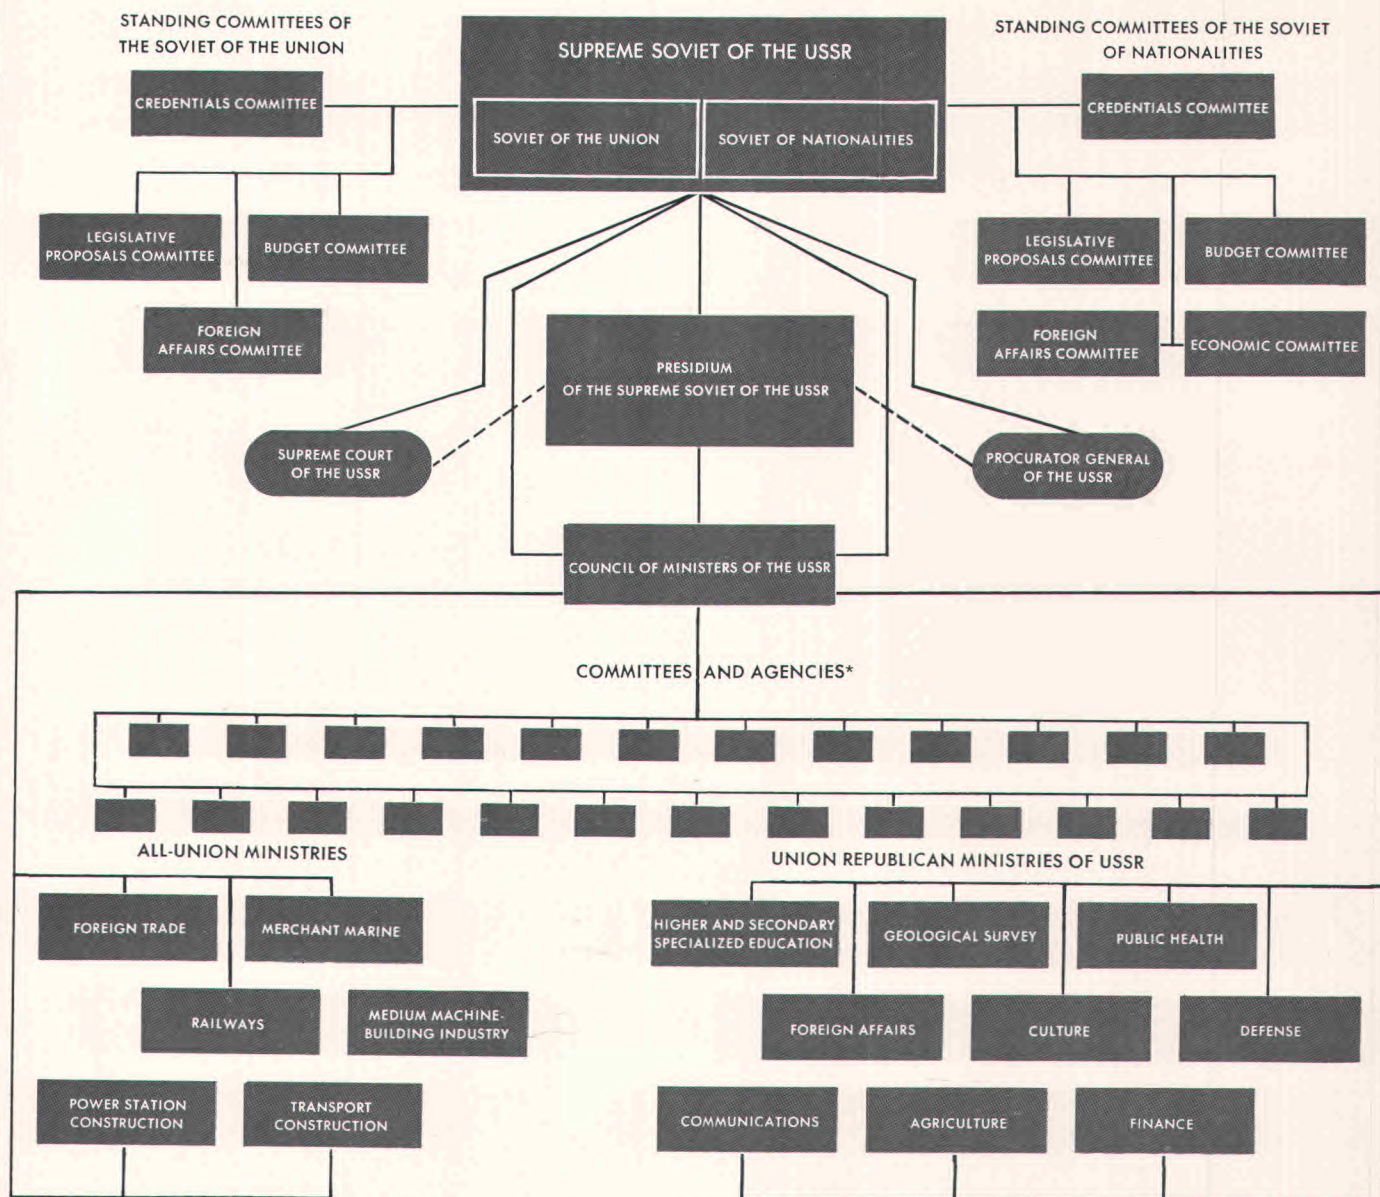 STANDING COMMITTEES OF
THE SOVIET OF THE UNION
CREDENTIALS COMMITTEE
LEGISLATIVE
PROPOSALS COMMITTEE
BUDGET COMMITTEE
FOREIGN
AFFAIRS COMMITTEE
SUPREME SOVIET OF THE USSR
SOVIET OF THE UNION
SOVIET OF NATIONALITIES
STANDING COMMITTEES OF THE SOVIET
OF NATIONALITIES
CREDENTIALS COMMITTEE
LEGISLATIVE
PROPOSALS COMMITTEE
BUDGET COMMITTEE
FOREIGN
AFFAIRS COMMITTEE
ECONOMIC COMMITTEE
PRESIDIUM
OF THE SUPREME SOVIET OF THE USSR
SUPREME COURT
OF THE USSR
PROCURATOR GENERAL
OF THE USSR
COUNCIL OF MINISTERS OF THE USSR
COMMITTEES AND AGENCIES*
ALL-UNION MINISTRIES
FOREIGN TRADE
MERCHANT MARINE
RAILWAYS
MEDIUM MACHINE-
BUILDING INDUSTRY
POWER STATION
CONSTRUCTION
TRANSPORT
CONSTRUCTION
UNION REPUBLICAN MINISTRIES OF USSR
HIGHER AND SECONDARY
SPECIALIZED EDUCATION
GEOLOGICAL SURVEY
PUBLIC HEALTH
FOREIGN AFFAIRS
CULTURE
DEFENSE
COMMUNICATIONS
AGRICULTURE
FINANCE